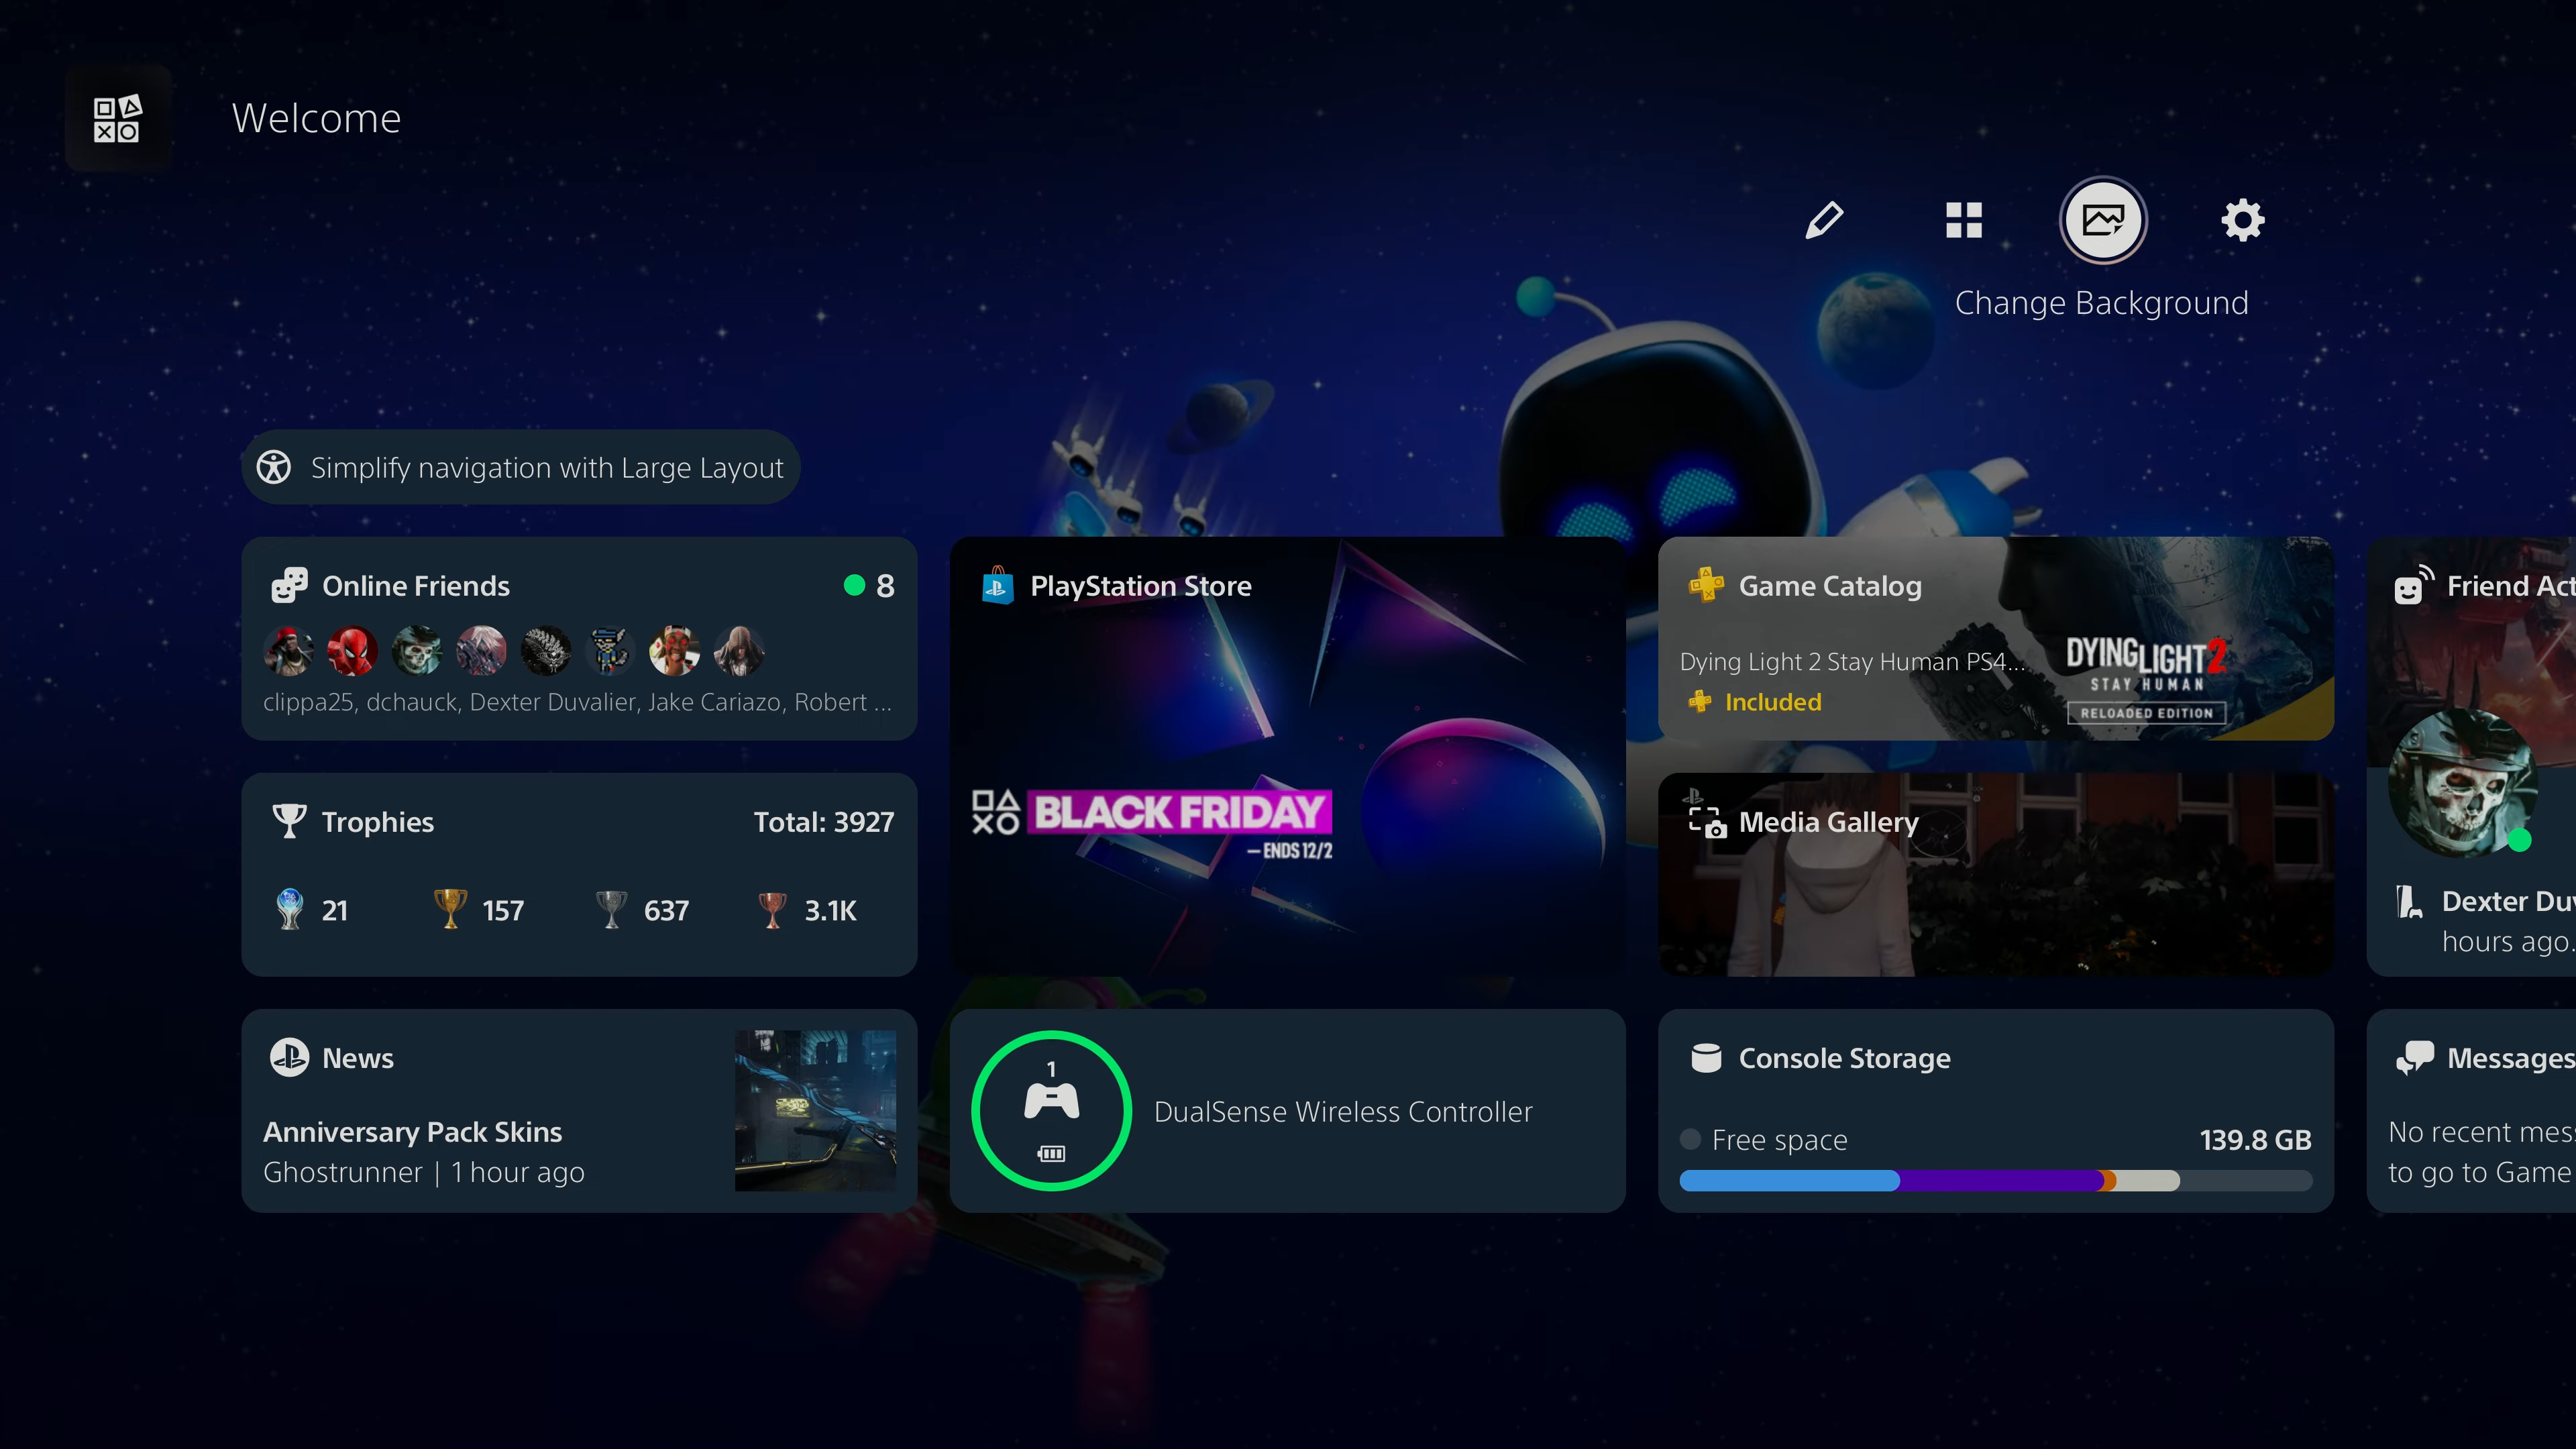 Welcome
Change Background
Simplify navigation with Large Layout
Online Friends
8
clippa25, dchauck, Dexter Duvalier, Jake Cariazo, Robert ...
Trophies
Total: 3927
21
157
637
3.1K
News
Anniversary Pack Skins
Ghostrunner | 1 hour ago
PlayStation Store
BLACK FRIDAY
— ENDS 12/2
1
DualSense Wireless Controller
Game Catalog
Dying Light 2 Stay Human PS4...
Included
DYING LIGHT 2
STAY HUMAN
RELOADED EDITION
Media Gallery
Console Storage
Free space
139.8 GB
Friend Act
Dexter Duv
hours ago.
Messages
No recent mess
to go to Game